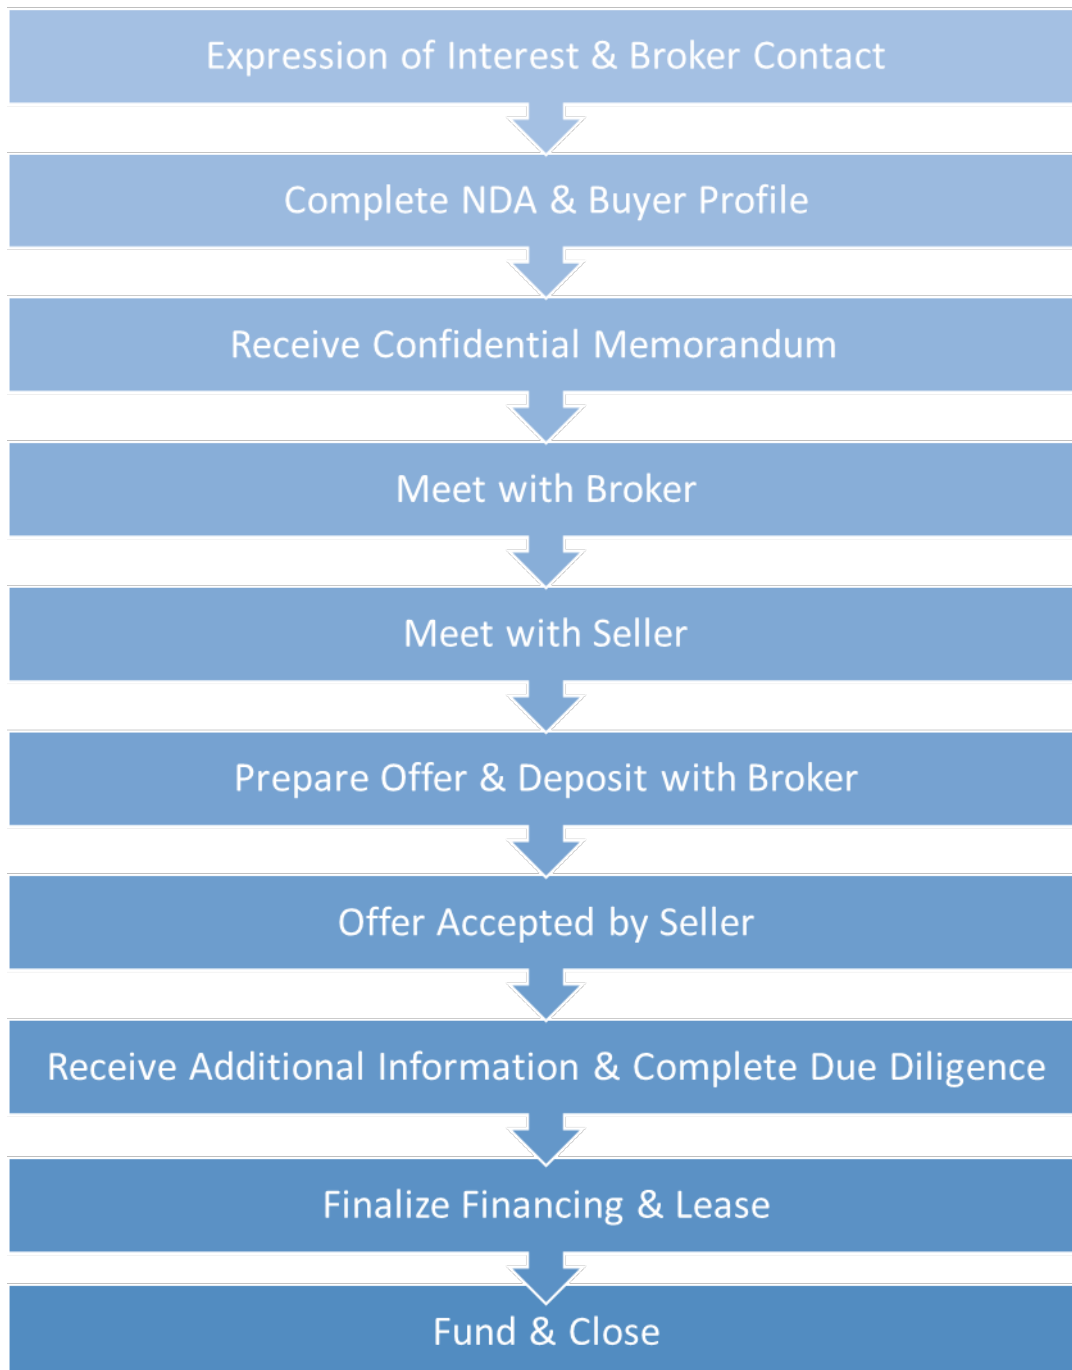 Expression of Interest & Broker Contact
Complete NDA & Buyer Profile
Receive Confidential Memorandum
Meet with Broker
Meet with Seller
Prepare Offer & Deposit with Broker
Offer Accepted by Seller
Receive Additional Information & Complete Due Diligence
Finalize Financing & Lease
Fund & Close